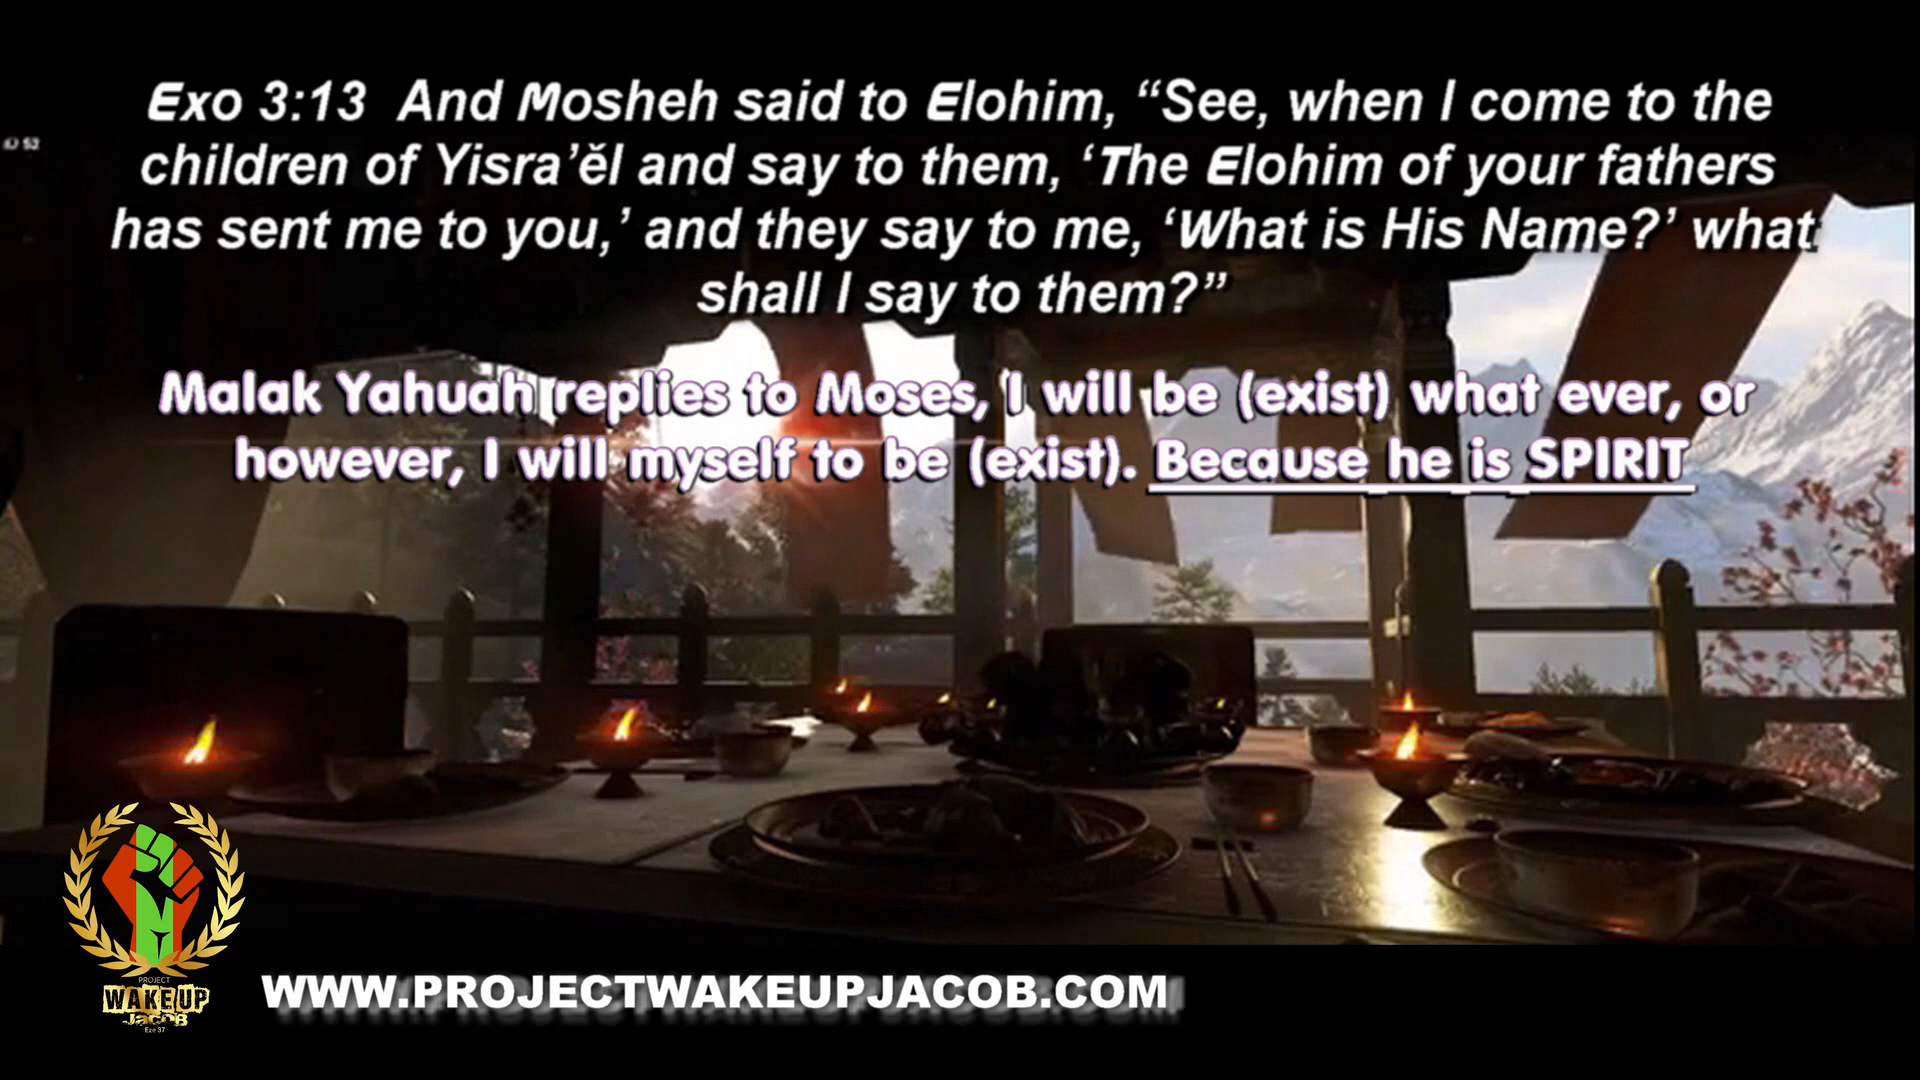 Exo 3:13 And Mosheh said to Elohim, “See, when I come to the
children of Yisra’ĕl and say to them, ‘The Elohim of your fathers
has sent me to you,’ and they say to me, ‘What is His Name?’ what
shall I say to them?”
Malak Yahuah replies to Moses, I will be (exist) what ever, or
however, I will myself to be (exist). Because he is SPIRIT
PROJECT
WAKE UP
JACOB
Eze 37
WWW.PROJECTWAKEUPJACOB.COM